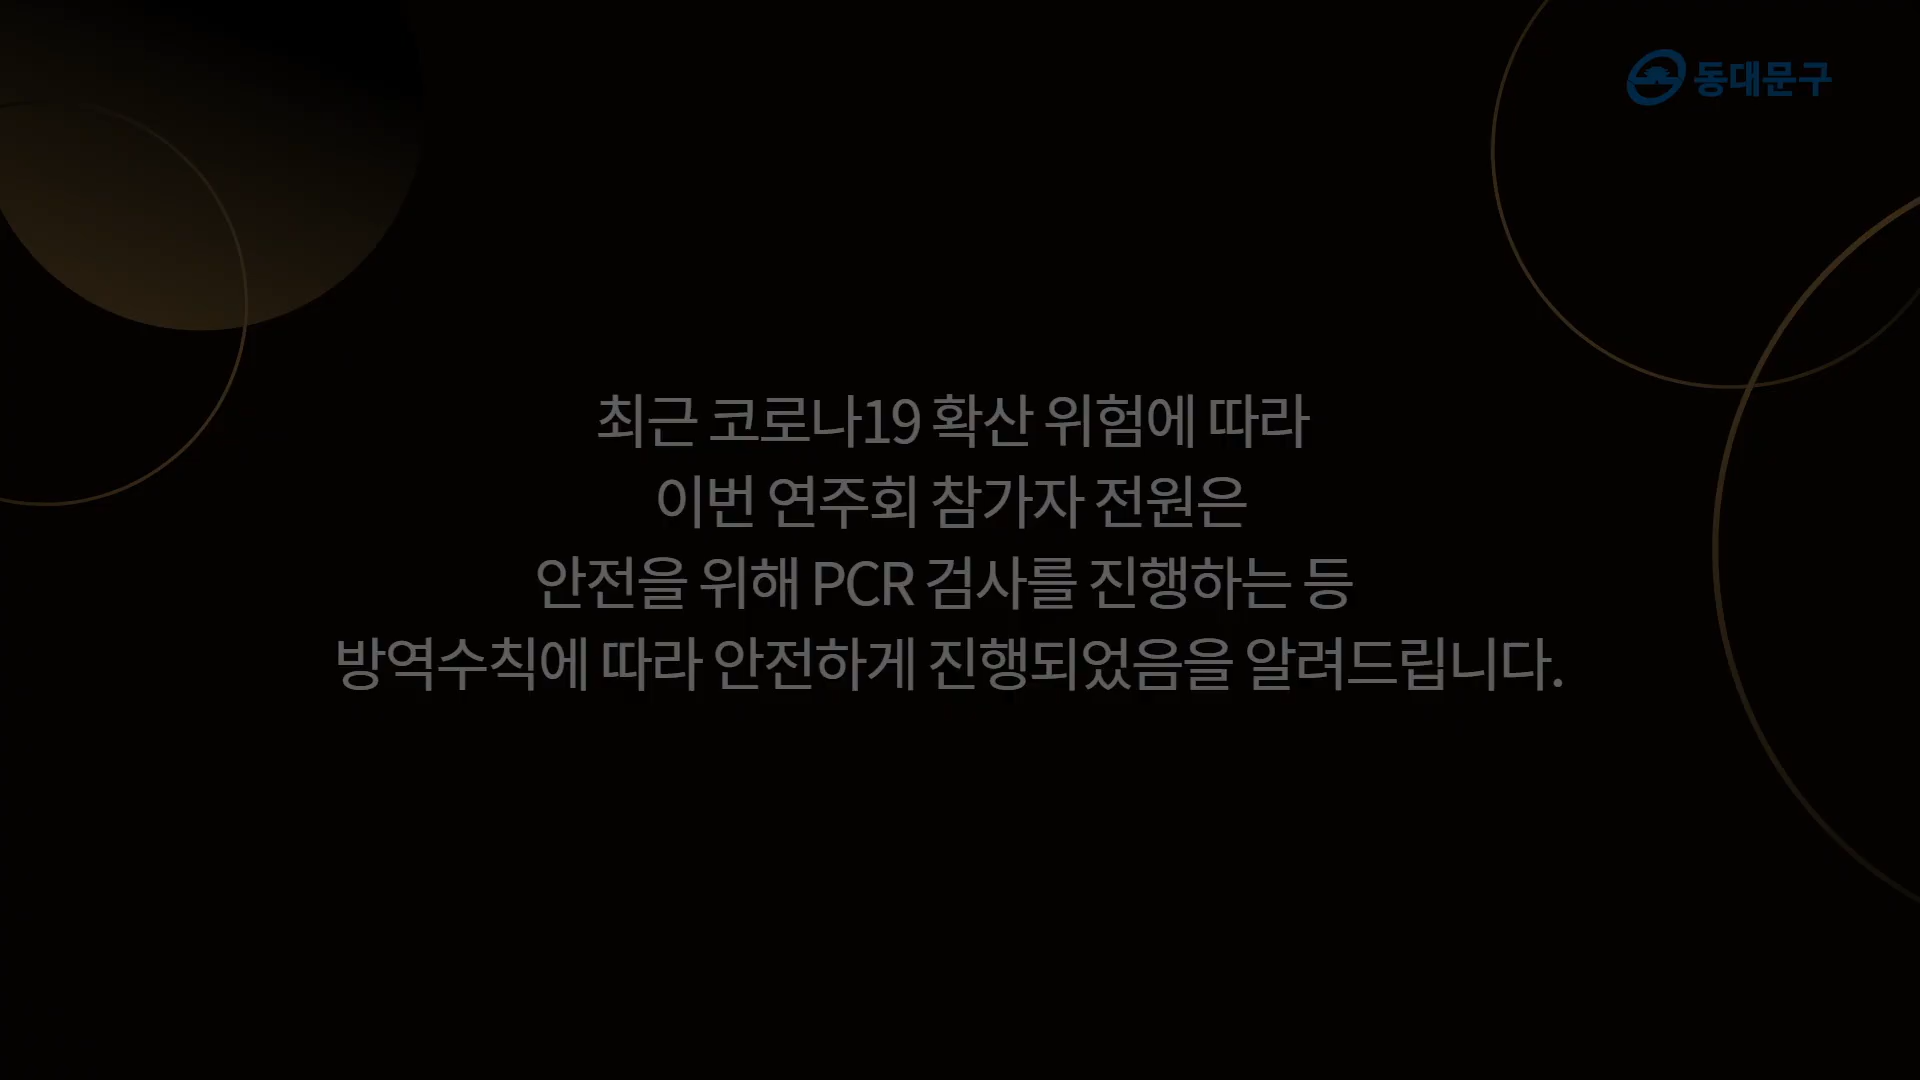 동대문구
최근 코로나19 확산 위험에 따라
이번 연주회 참가자 전원은
안전을 위해 PCR 검사를 진행하는 등
방역수칙에 따라 안전하게 진행되었음을 알려드립니다.